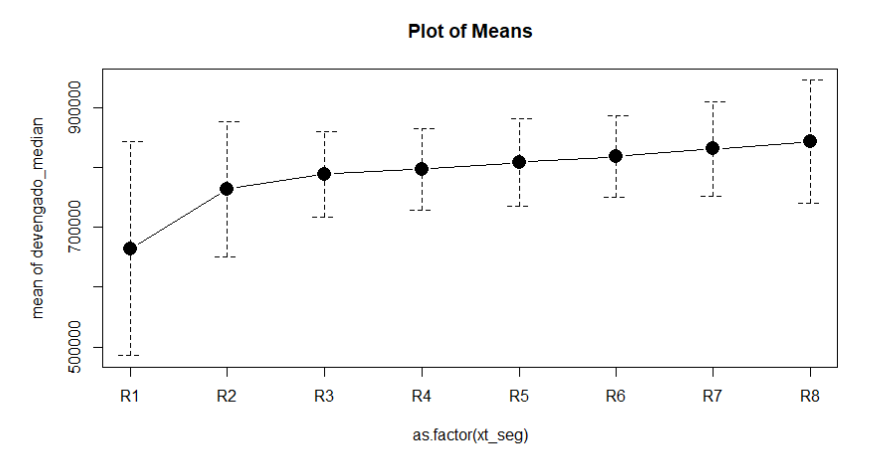 Plot of Means
mean of devengado_median
900000
700000
500000
R1 R2 R3 R4 R5 R6 R7 R8
as.factor(xt_seg)